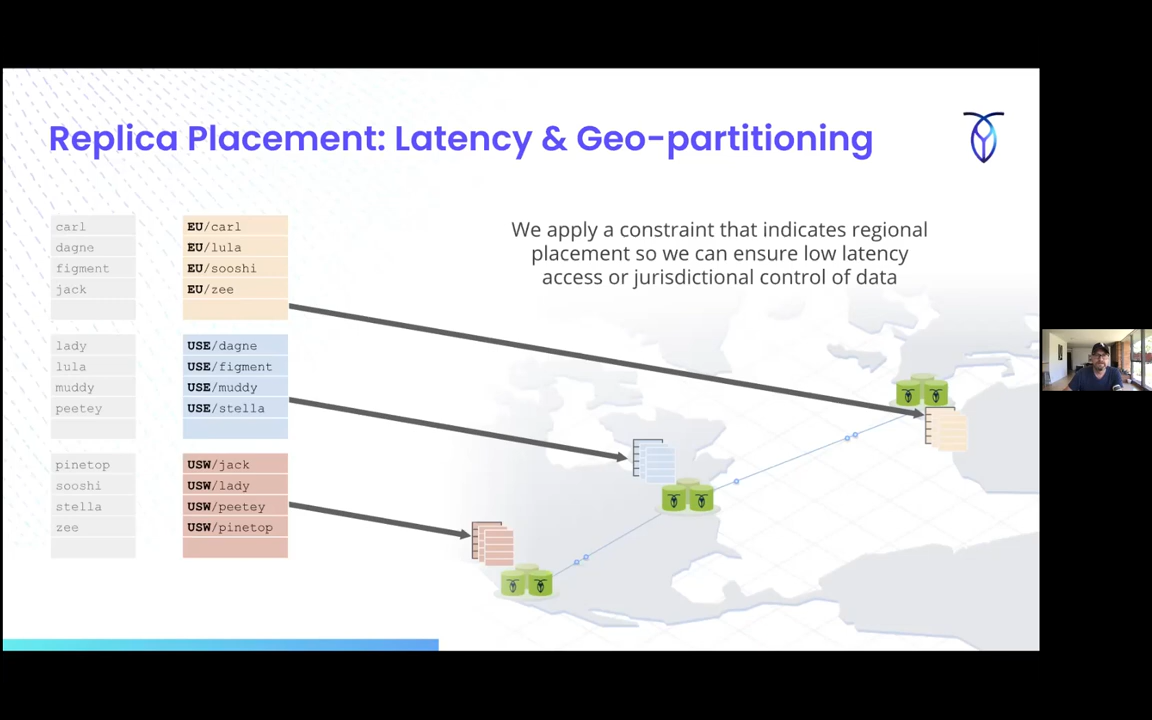 Replica Placement: Latency & Geo-partitioning
carl
dagne
figment
jack
lady
lula
muddy
peetey
pinetop
sooshi
stella
zee
EU/carl
EU/lula
EU/sooshi
EU/zee
USE/dagne
USE/figment
USE/muddy
USE/stella
USW/jack
USW/lady
USW/peetey
USW/pinetop
We apply a constraint that indicates regional
placement so we can ensure low latency
access or jurisdictional control of data